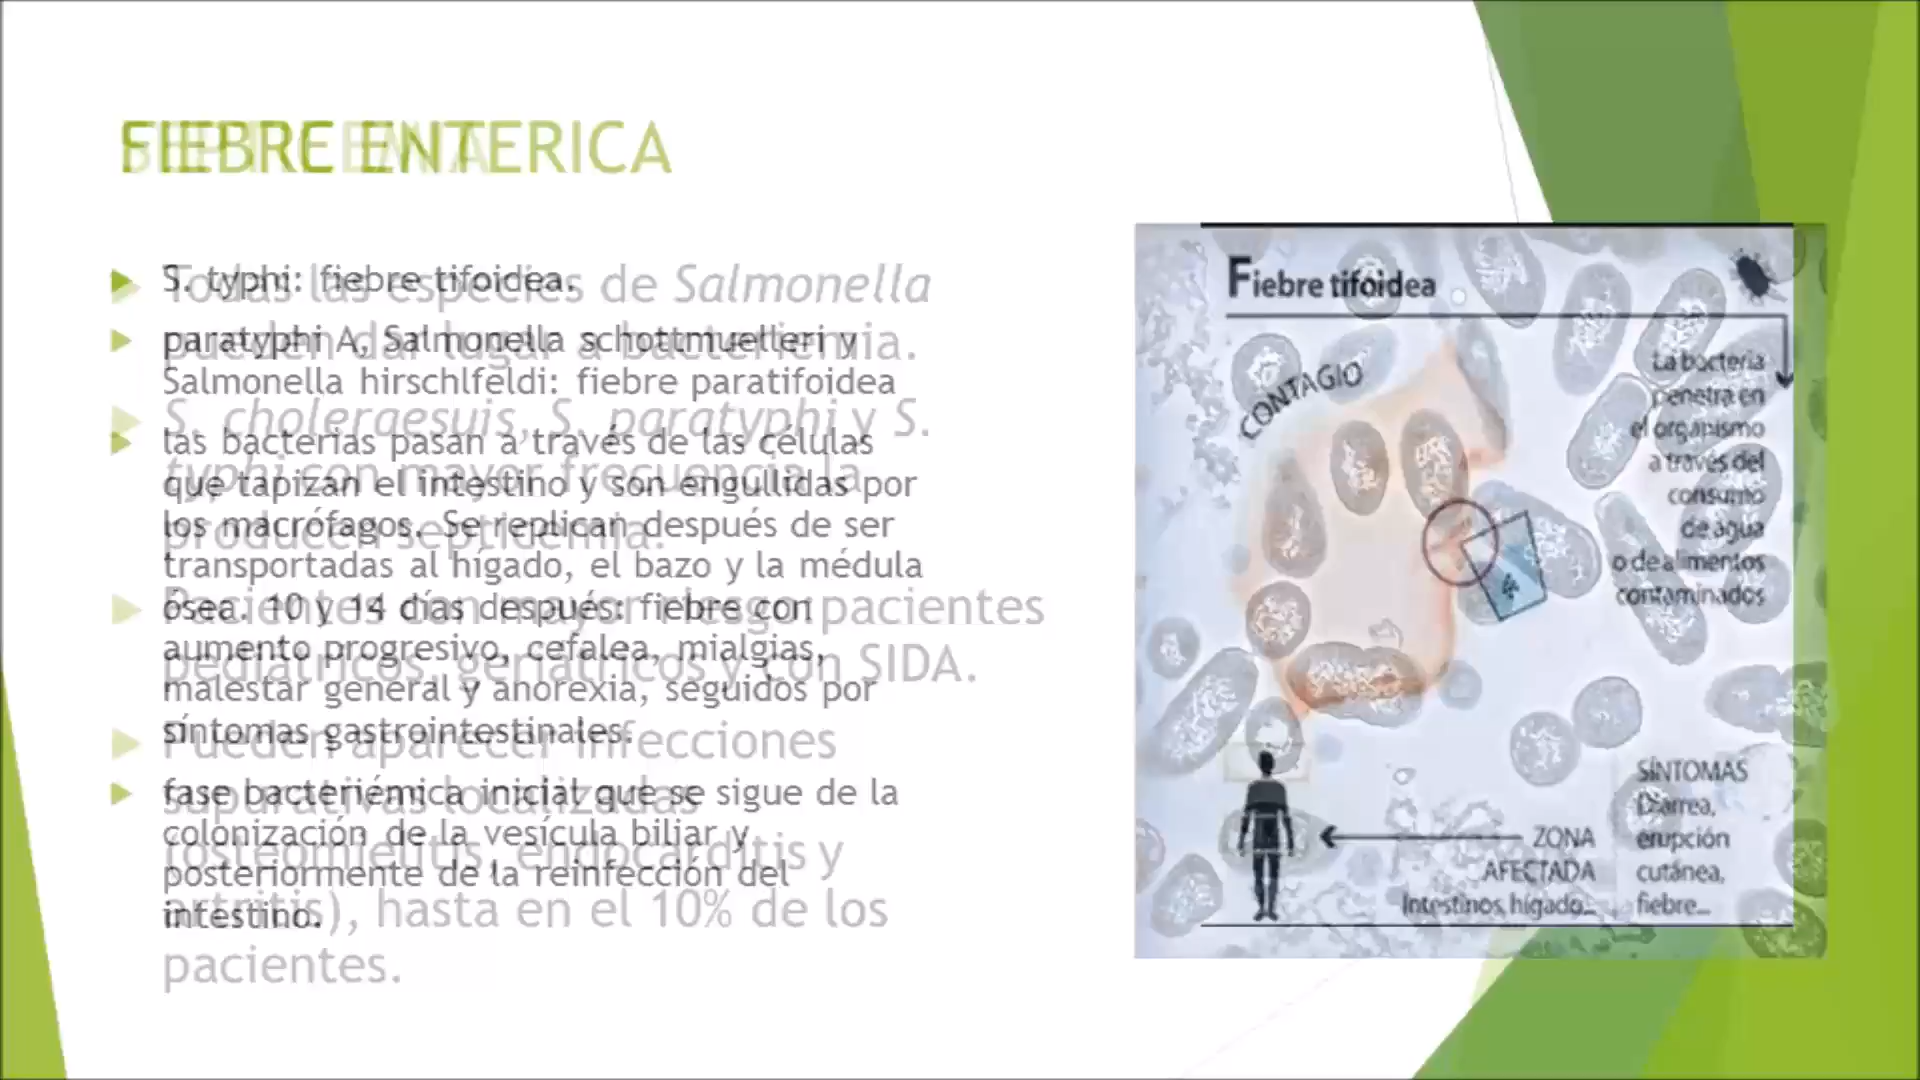 FIEBRE ENTERICA
S. typhi: fiebre tifoidea.
paratyphi A, Salmonella schottmuelleri y
Salmonella hirschlfeldi: fiebre paratifoidea
las bacterias pasan a través de las células
que tapizan el intestino y son engullidas por
los macrófagos. Se replican después de ser
transportadas al hígado, el bazo y la médula
ósea. 10 y 14 días después: fiebre con
aumento progresivo, cefalea, mialgias,
malestar general y anorexia, seguidos por
síntomas gastrointestinales.
fase bacteriémica inicial que se sigue de la
colonización de la vesícula biliar y
posteriormente de la reinfección del
intestino.
SEPTICEMIA
Todas las especies de Salmonella
pueden dar lugar a bacteriemia.
S. choleraesuis, S. paratyphi y S.
typhi con mayor frecuencia la
producen septicemia.
Pacientes con mayor riesgo: pacientes
pediátricos, geriátricos y con SIDA.
Pueden aparecer infecciones
supurativas localizadas
(osteomielitis, endocarditis y
artritis), hasta en el 10% de los
pacientes.
Fiebre tifoidea
CONTAGIO
La bacteria
penetra en
el organismo
a través del
consumo
de agua
o de alimentos
contaminados
ZONA
AFECTADA
Intestinos, hígado...
SÍNTOMAS
Diarrea,
erupción
cutánea,
fiebre...